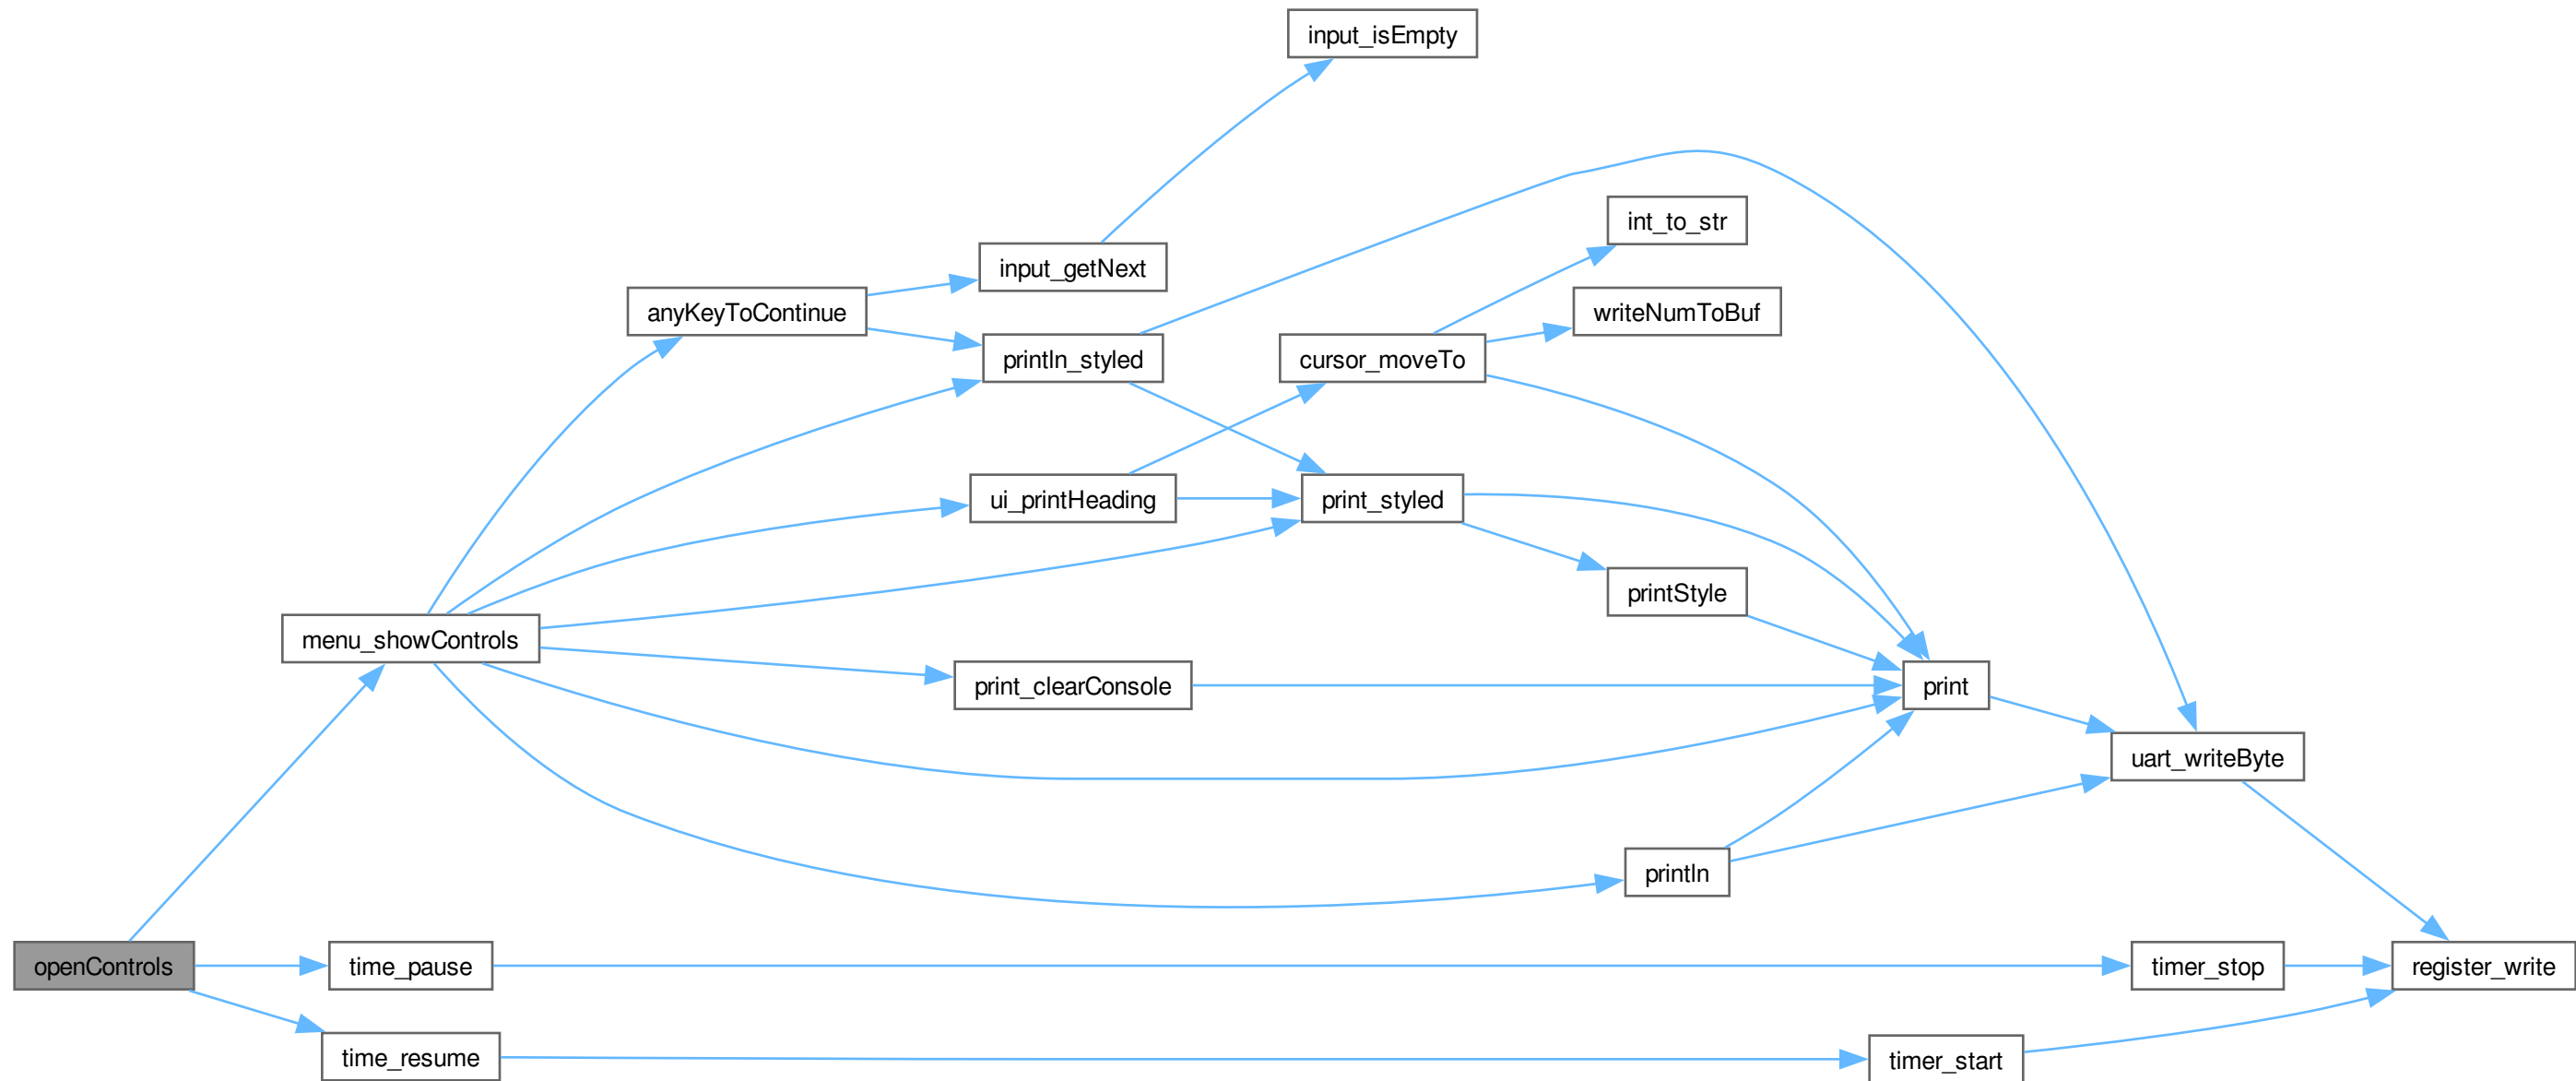 input_isEmpty
int_to_str
input_getNext
anyKeyToContinue
writeNumToBuf
println_styled
cursor_moveTo
ui_printHeading
print_styled
printStyle
menu_showControls
print_clearConsole
print
uart_writeByte
println
openControls
time_pause
timer_stop
register_write
time_resume
timer_start